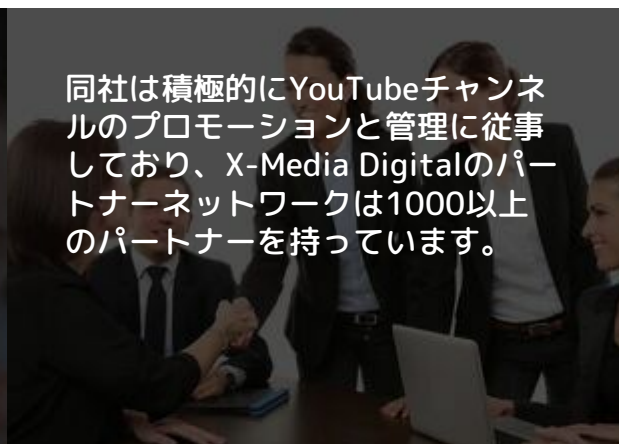 同社は積極的にYouTubeチャンネ
ルのプロモーションと管理に従事
しており、X-Media Digitalのパー
トナーネットワークは1000以上
のパートナーを持っています。